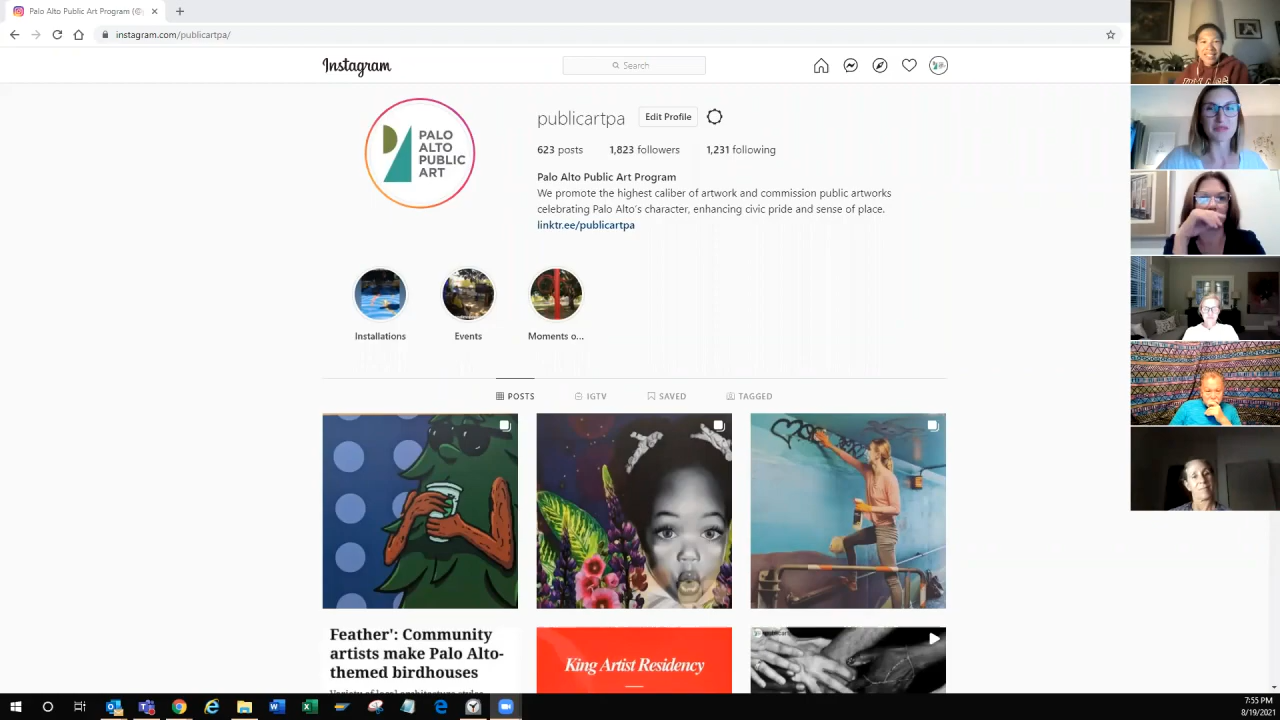 Palo Alto Public Art Program (@
instagram.com/publicartpa/
Instagram
Search
PALO
ALTO
PUBLIC
ART
publicartpa
Edit Profile
623 posts 1,823 followers 1,231 following
Palo Alto Public Art Program
We promote the highest caliber of artwork and commission public artworks
celebrating Palo Alto's character, enhancing civic pride and sense of place.
linktr.ee/publicartpa
Installations
Events
Moments o...
POSTS
IGTV
SAVED
TAGGED
Feather': Community
artists make Palo Alto-
themed birdhouses
King Artist Residency
7:55 PM
8/19/2021